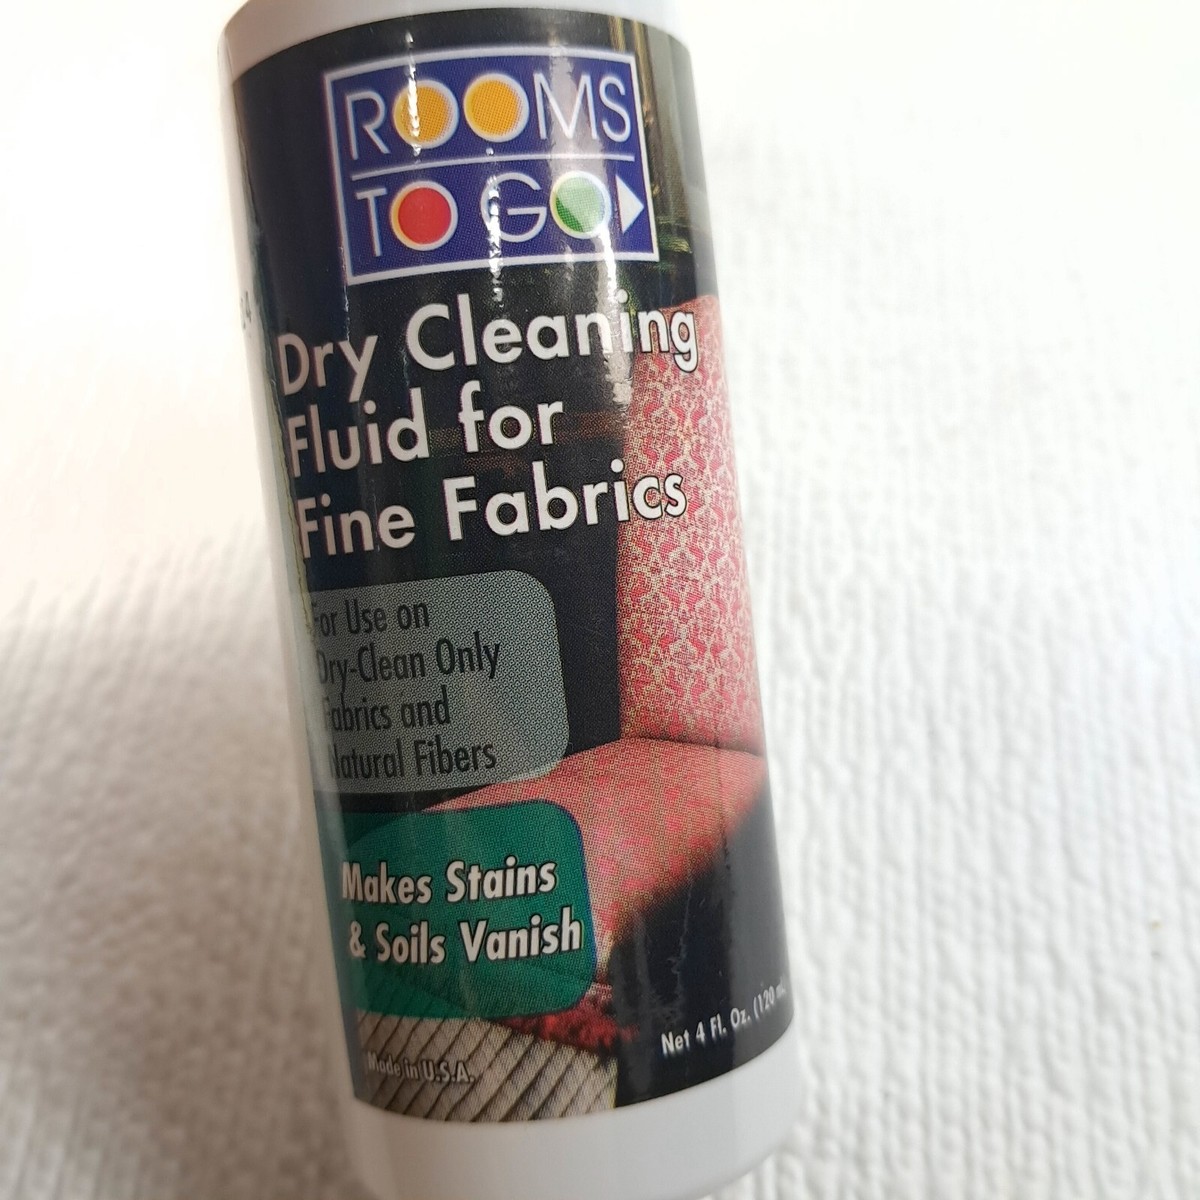 ROOMS
TO GO
Dry Cleaning
Fluid for
Fine Fabrics
For Use on
Dry-Clean Only
Fabrics and
Natural Fibers
Makes Stains
& Soils Vanish
Net 4 Fl. Oz. (120
Made in U.S.A.